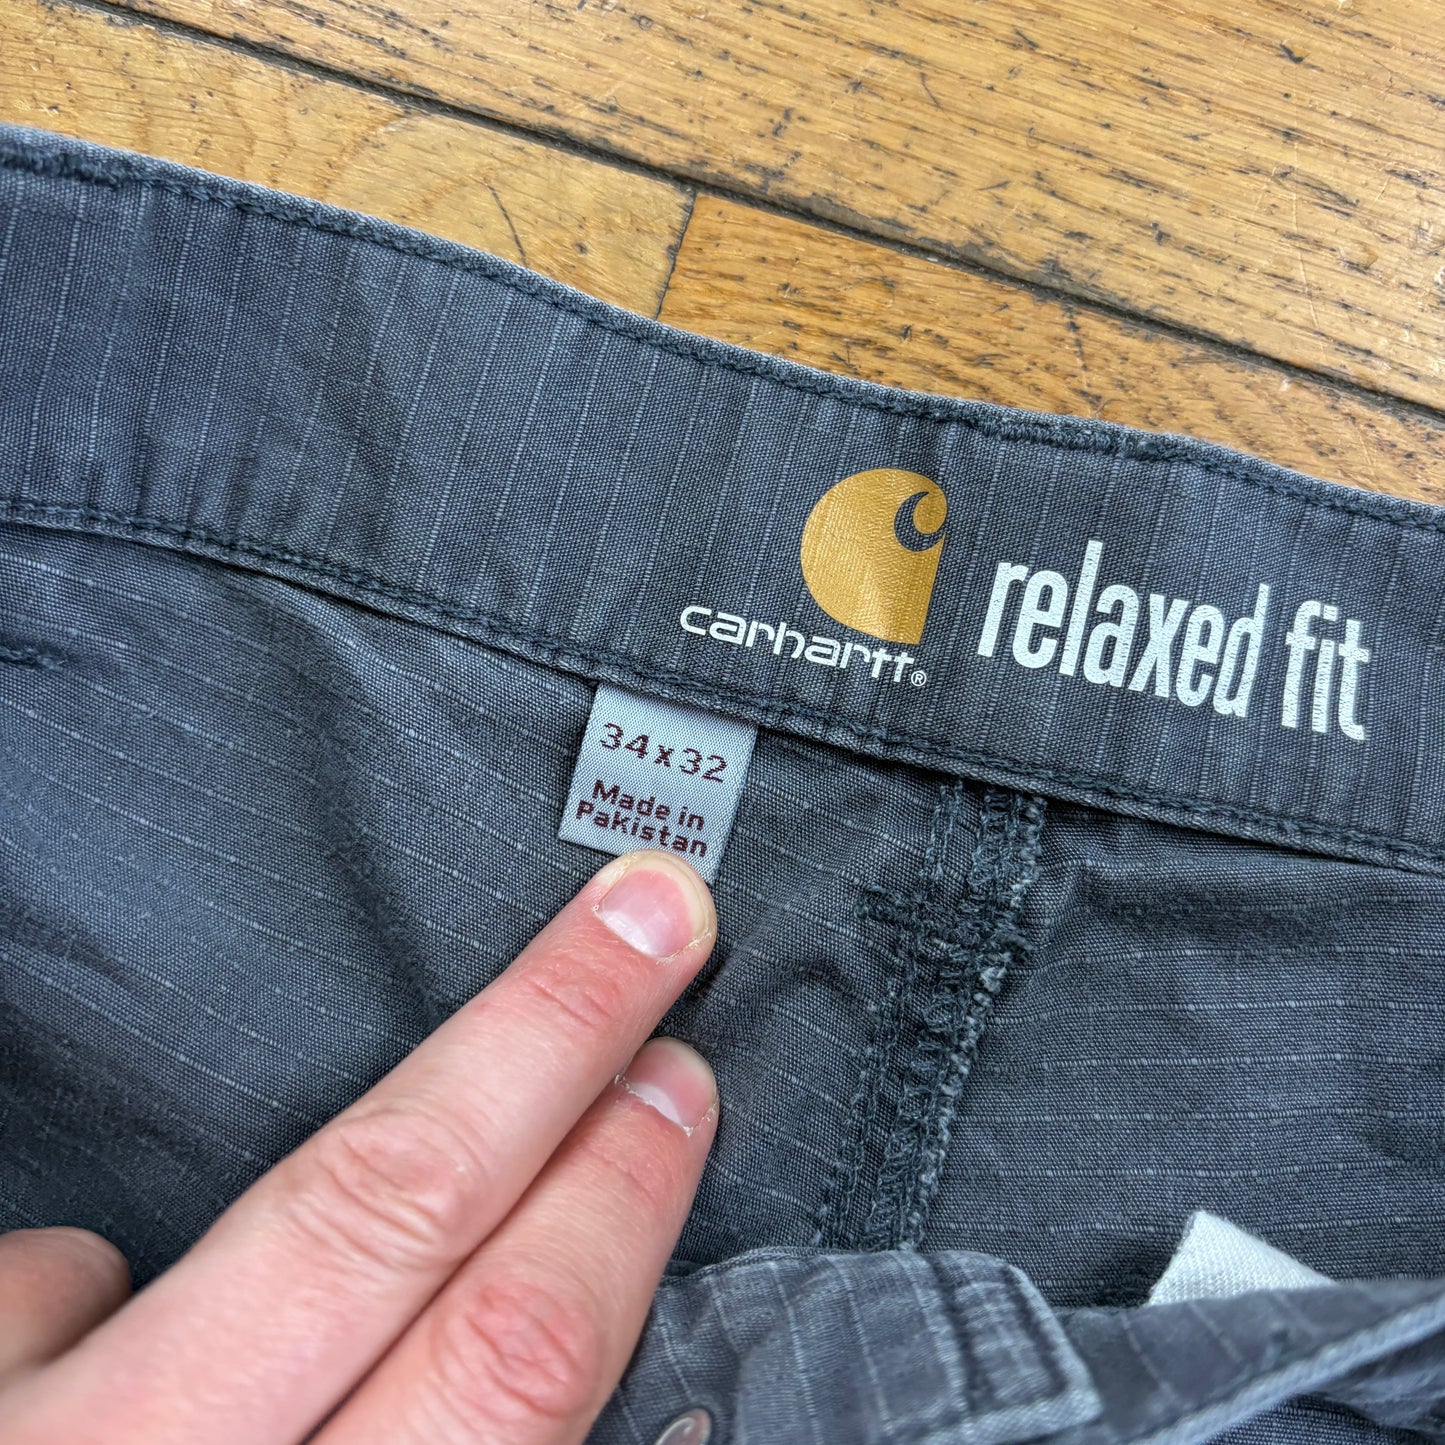 carhartt®
relaxed fit
34x32
Made in
Pakistan